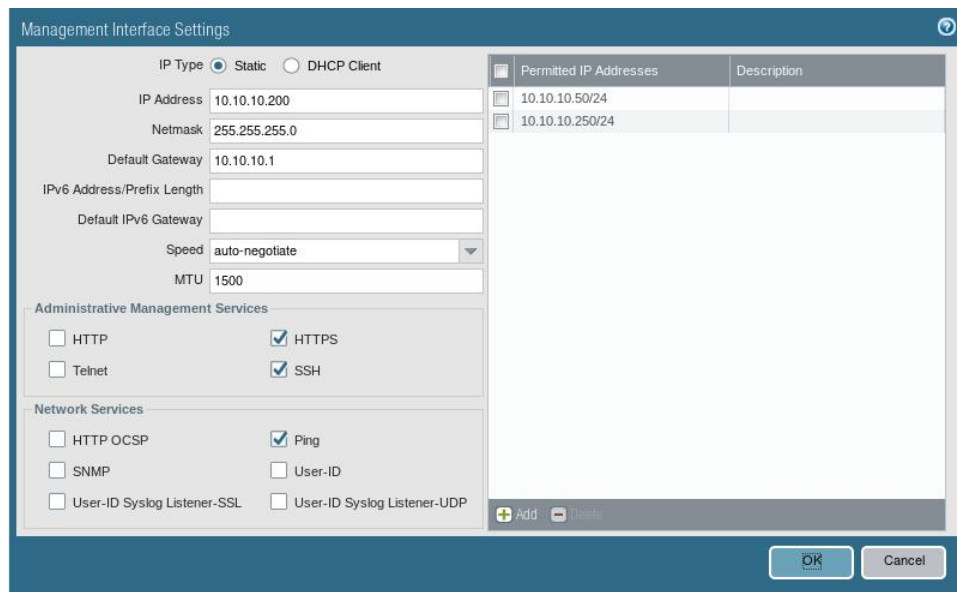 Management Interface Settings
IP Type Static DHCP Client
IP Address 10.10.10.200
Netmask 255.255.255.0
Default Gateway 10.10.10.1
IPv6 Address/Prefix Length
Default IPv6 Gateway
Speed auto-negotiate
MTU 1500
Administrative Management Services
HTTP HTTPS
Telnet SSH
Network Services
HTTP OCSP Ping
SNMP User-ID
User-ID Syslog Listener-SSL User-ID Syslog Listener-UDP
Permitted IP Addresses Description
10.10.10.50/24
10.10.10.250/24
Add Delete
OK Cancel